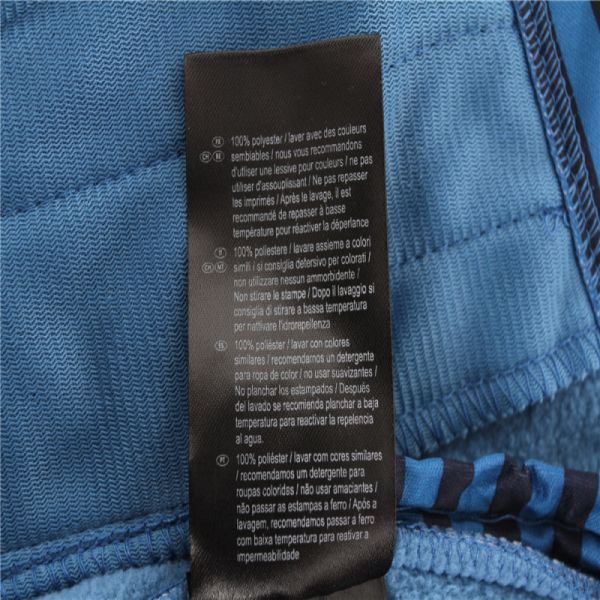 FR 100% polyester / laver avec des couleurs
CH BE semblables / nous vous recommandons
d'utiliser une lessive pour couleurs / ne pas
utiliser d'assouplissant / Ne pas repasser
les imprimés / Après le lavage, il est
recommandé de repasser à basse
température pour réactiver la déperlance
IT 100% poliestere / lavare assieme a colori
CH simili / si consiglia detersivo per colorati /
non utilizzare nessun ammorbidente /
Non stirare le stampe / Dopo il lavaggio si
consiglia di stirare a bassa temperatura
per riattivare l'idrorepellenza
ES 100% poliéster / lavar con colores
similares / recomendamos un detergente
para ropa de color / no usar suavizantes /
No planchar los estampados / Después
del lavado se recomienda planchar a baja
temperatura para reactivar la repelencia
al agua.
PT 100% poliéster / lavar com cores similares
/ recomendamos um detergente para
roupas coloridas / não usar amaciantes /
não passar as estampas a ferro / Após a
lavagem, recomendamos passar a ferro
com baixa temperatura para reativar a
impermeabilidade